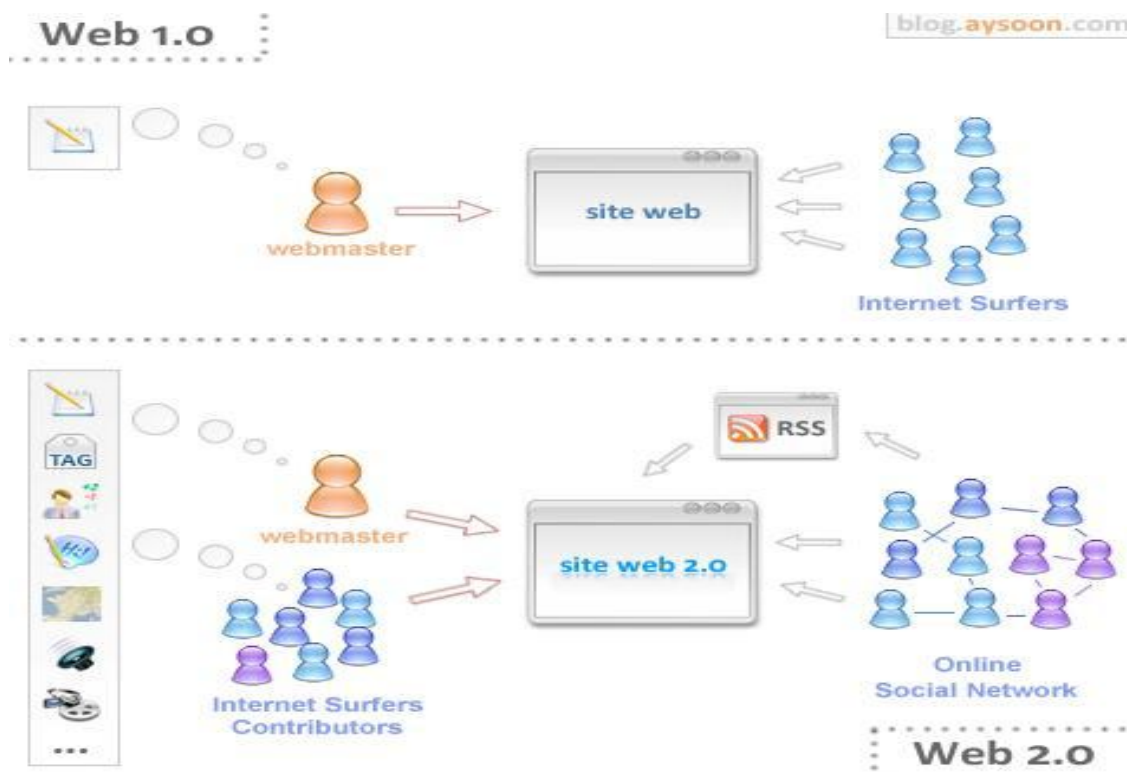 Web 1.0
blog.aysoon.com
site web
webmaster
Internet Surfers
RSS
TAG
webmaster
Hi!
site web 2.0
Internet Surfers
Contributors
Online
Social Network
...
Web 2.0